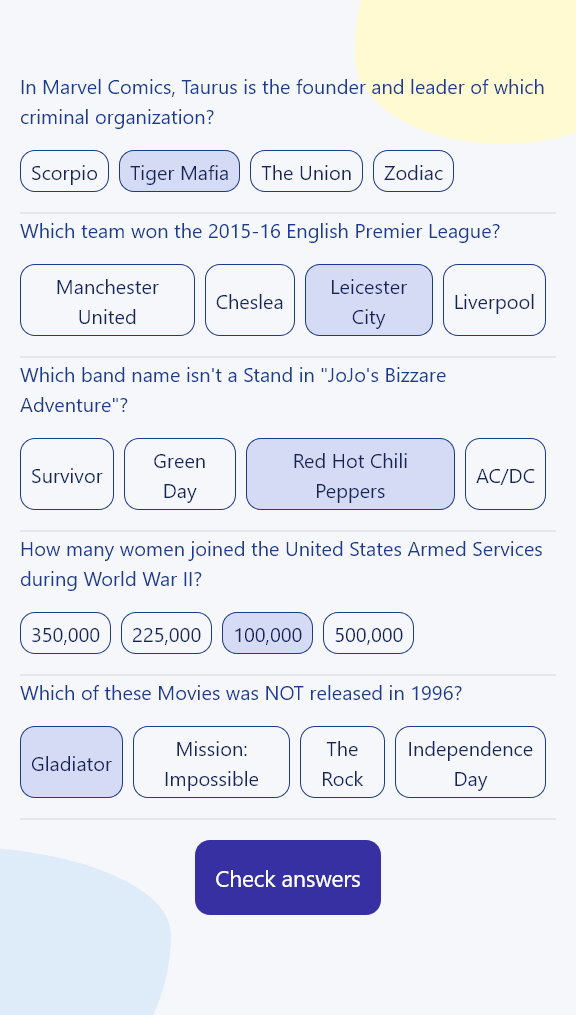 In Marvel Comics, Taurus is the founder and leader of which
criminal organization?
Scorpio Tiger Mafia The Union Zodiac
Which team won the 2015-16 English Premier League?
Manchester
United
Cheslea
Leicester
City
Liverpool
Which band name isn't a Stand in "JoJo's Bizzare
Adventure"?
Survivor
Green
Day
Red Hot Chili
Peppers
AC/DC
How many women joined the United States Armed Services
during World War II?
350,000 225,000 100,000 500,000
Which of these Movies was NOT released in 1996?
Gladiator
Mission:
Impossible
The
Rock
Independence
Day
Check answers